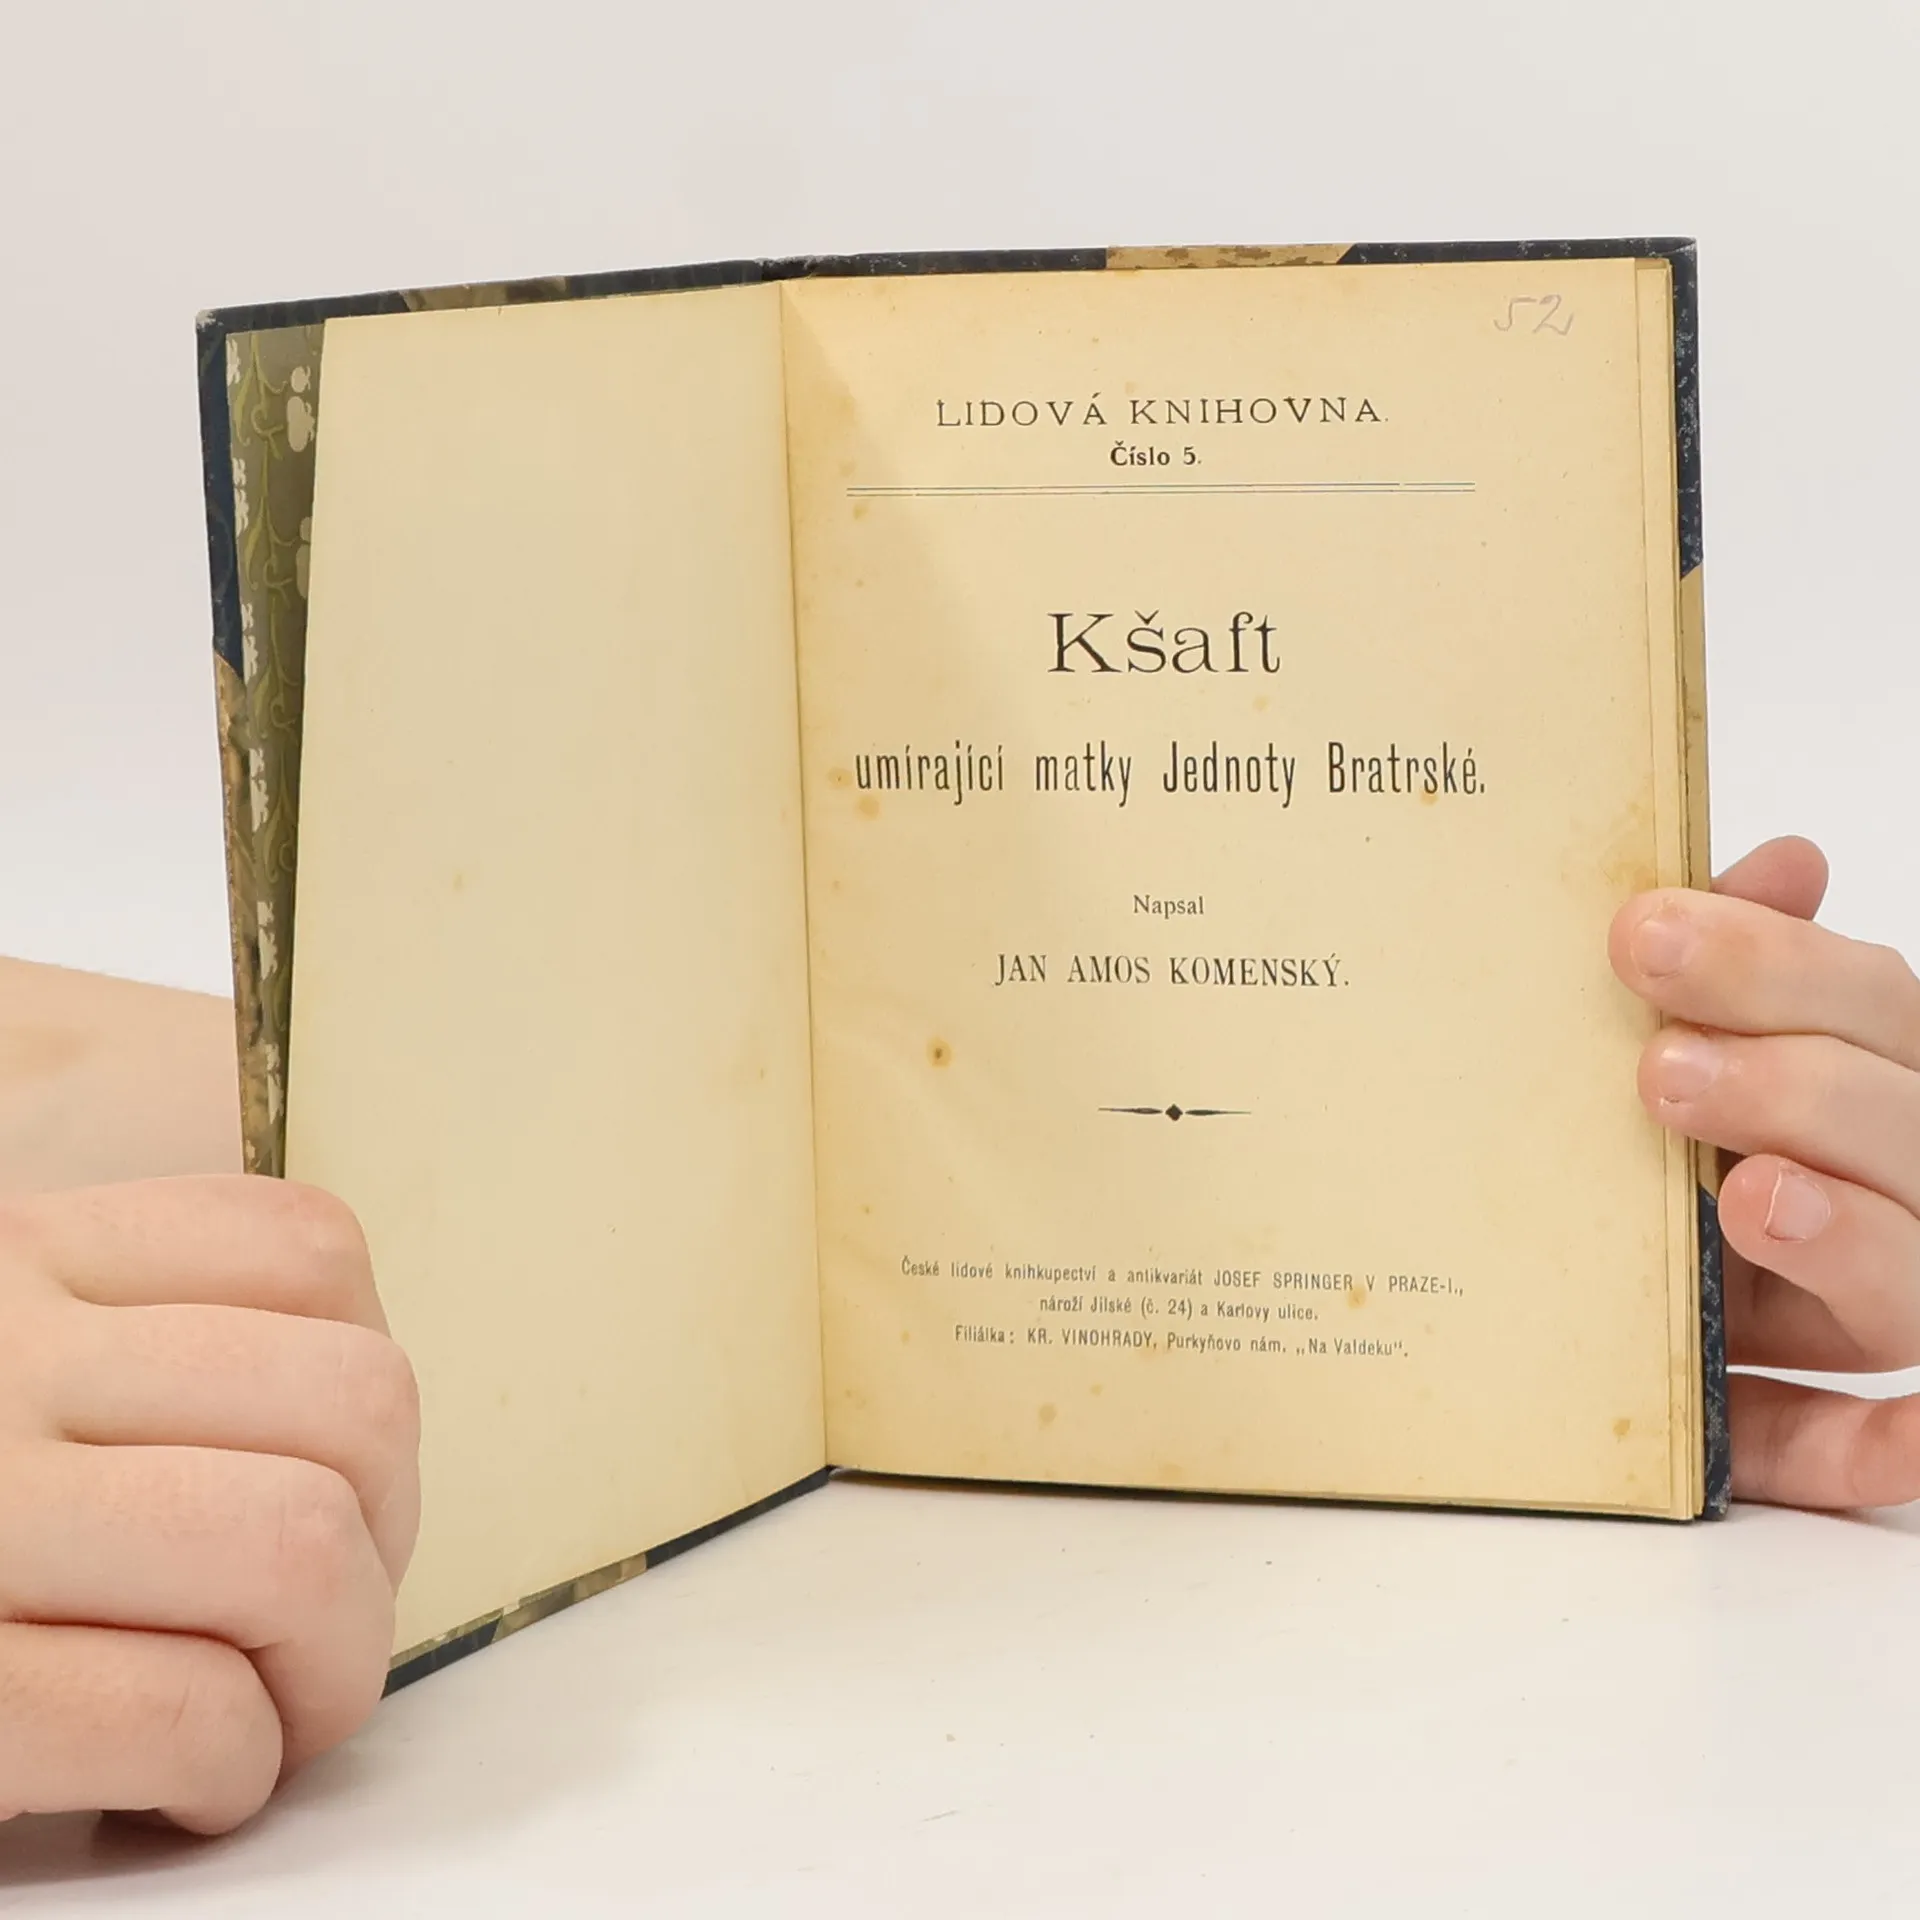 52
LIDOVÁ KNIHOVNA.
Číslo 5.
Kšaft
umírající matky Jednoty Bratrské.
Napsal
JAN AMOS KOMENSKÝ.
České lidové knihkupectví a antikvariát JOSEF SPRINGER V PRAZE-I.,
nároží Jilské (č. 24) a Karlovy ulice.
Filiálka: KR. VINOHRADY, Purkyňovo nám. „Na Valdeku".